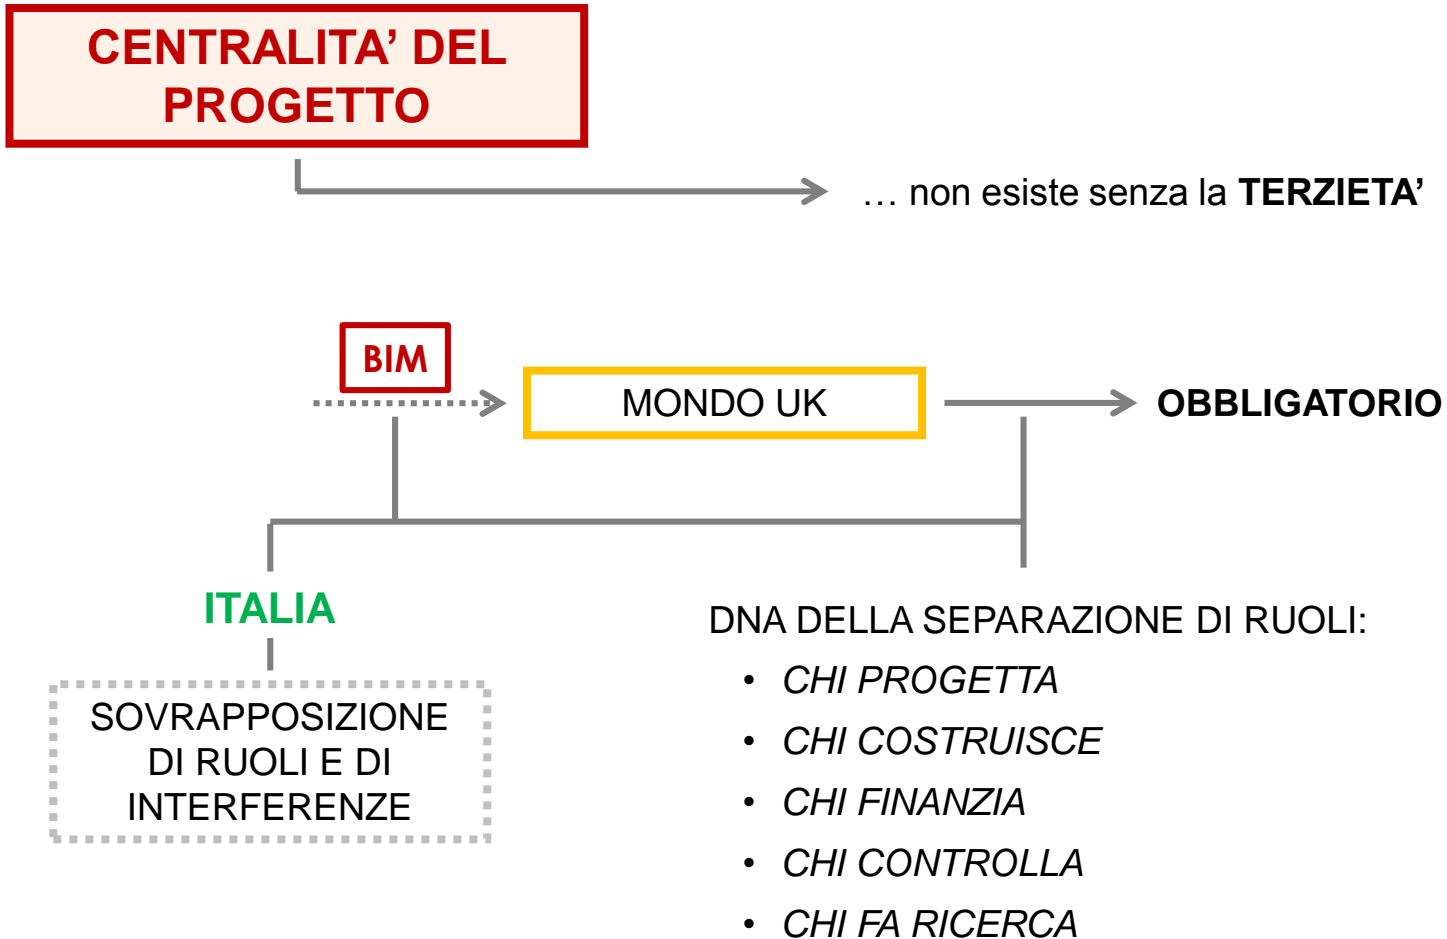 CENTRALITA’ DEL
PROGETTO
… non esiste senza la TERZIETA’
BIM
MONDO UK
OBBLIGATORIO
ITALIA
SOVRAPPOSIZIONE
DI RUOLI E DI
INTERFERENZE
DNA DELLA SEPARAZIONE DI RUOLI:
• CHI PROGETTA
• CHI COSTRUISCE
• CHI FINANZIA
• CHI CONTROLLA
• CHI FA RICERCA